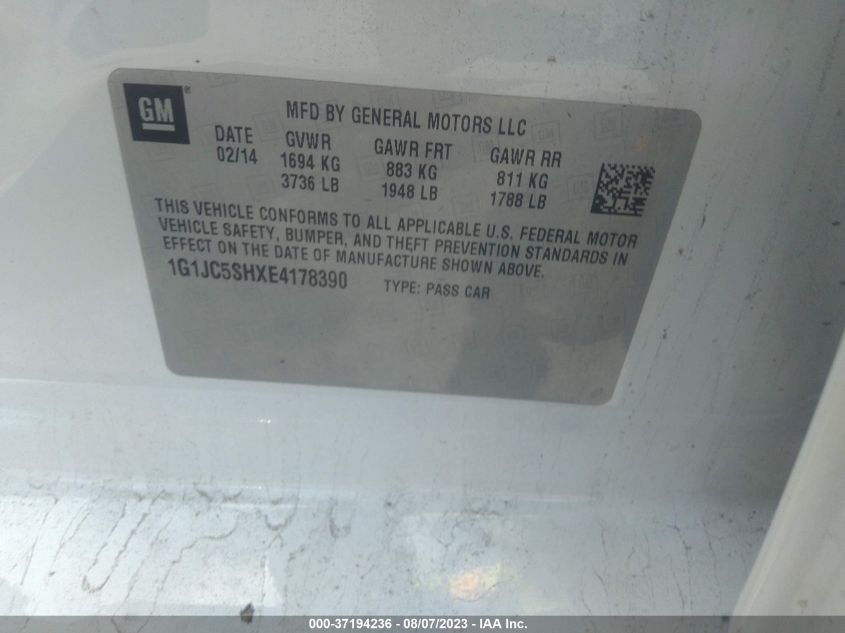 GM®
MFD BY GENERAL MOTORS LLC
DATE GVWR GAWR FRT GAWR RR
02/14 1694 KG 883 KG 811 KG
3736 LB 1948 LB 1788 LB
THIS VEHICLE CONFORMS TO ALL APPLICABLE U.S. FEDERAL MOTOR
VEHICLE SAFETY, BUMPER, AND THEFT PREVENTION STANDARDS IN
EFFECT ON THE DATE OF MANUFACTURE SHOWN ABOVE.
1G1JC5SHXE4178390 TYPE: PASS CAR
000-37194236 - 08/07/2023 - IAA Inc.